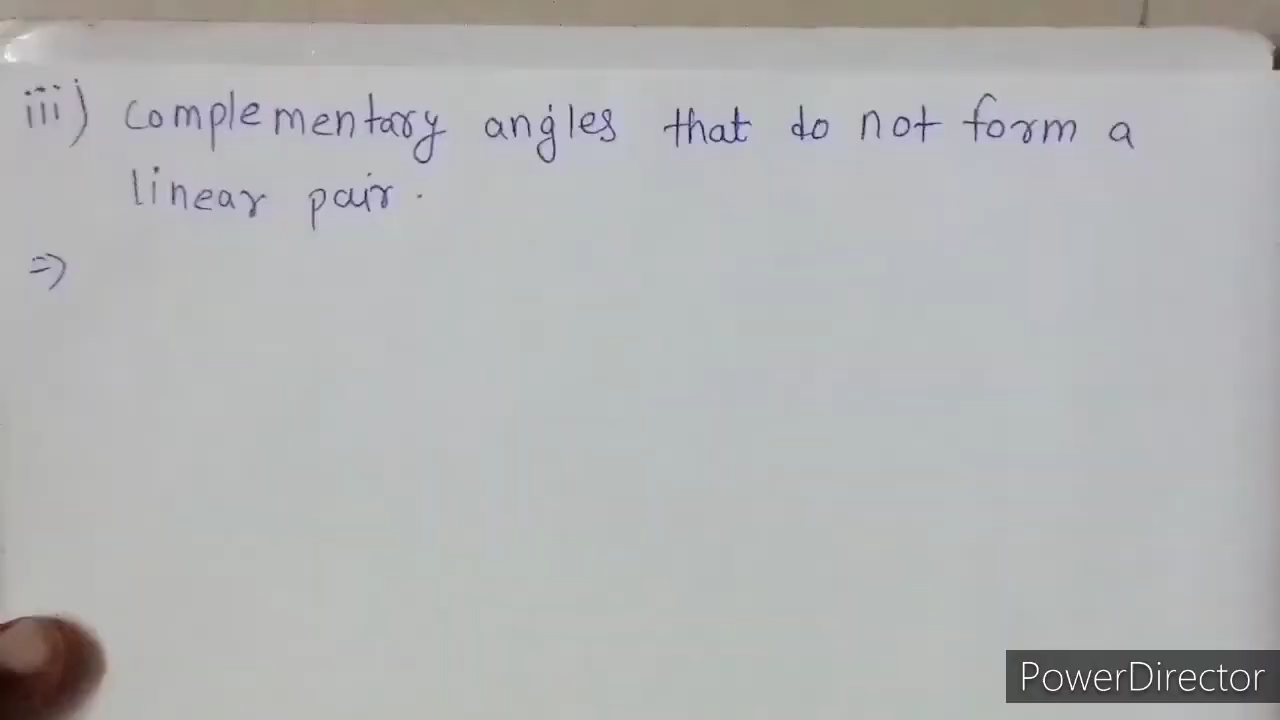 iii) complementary angles that do not form a
linear pair.
⇒
PowerDirector